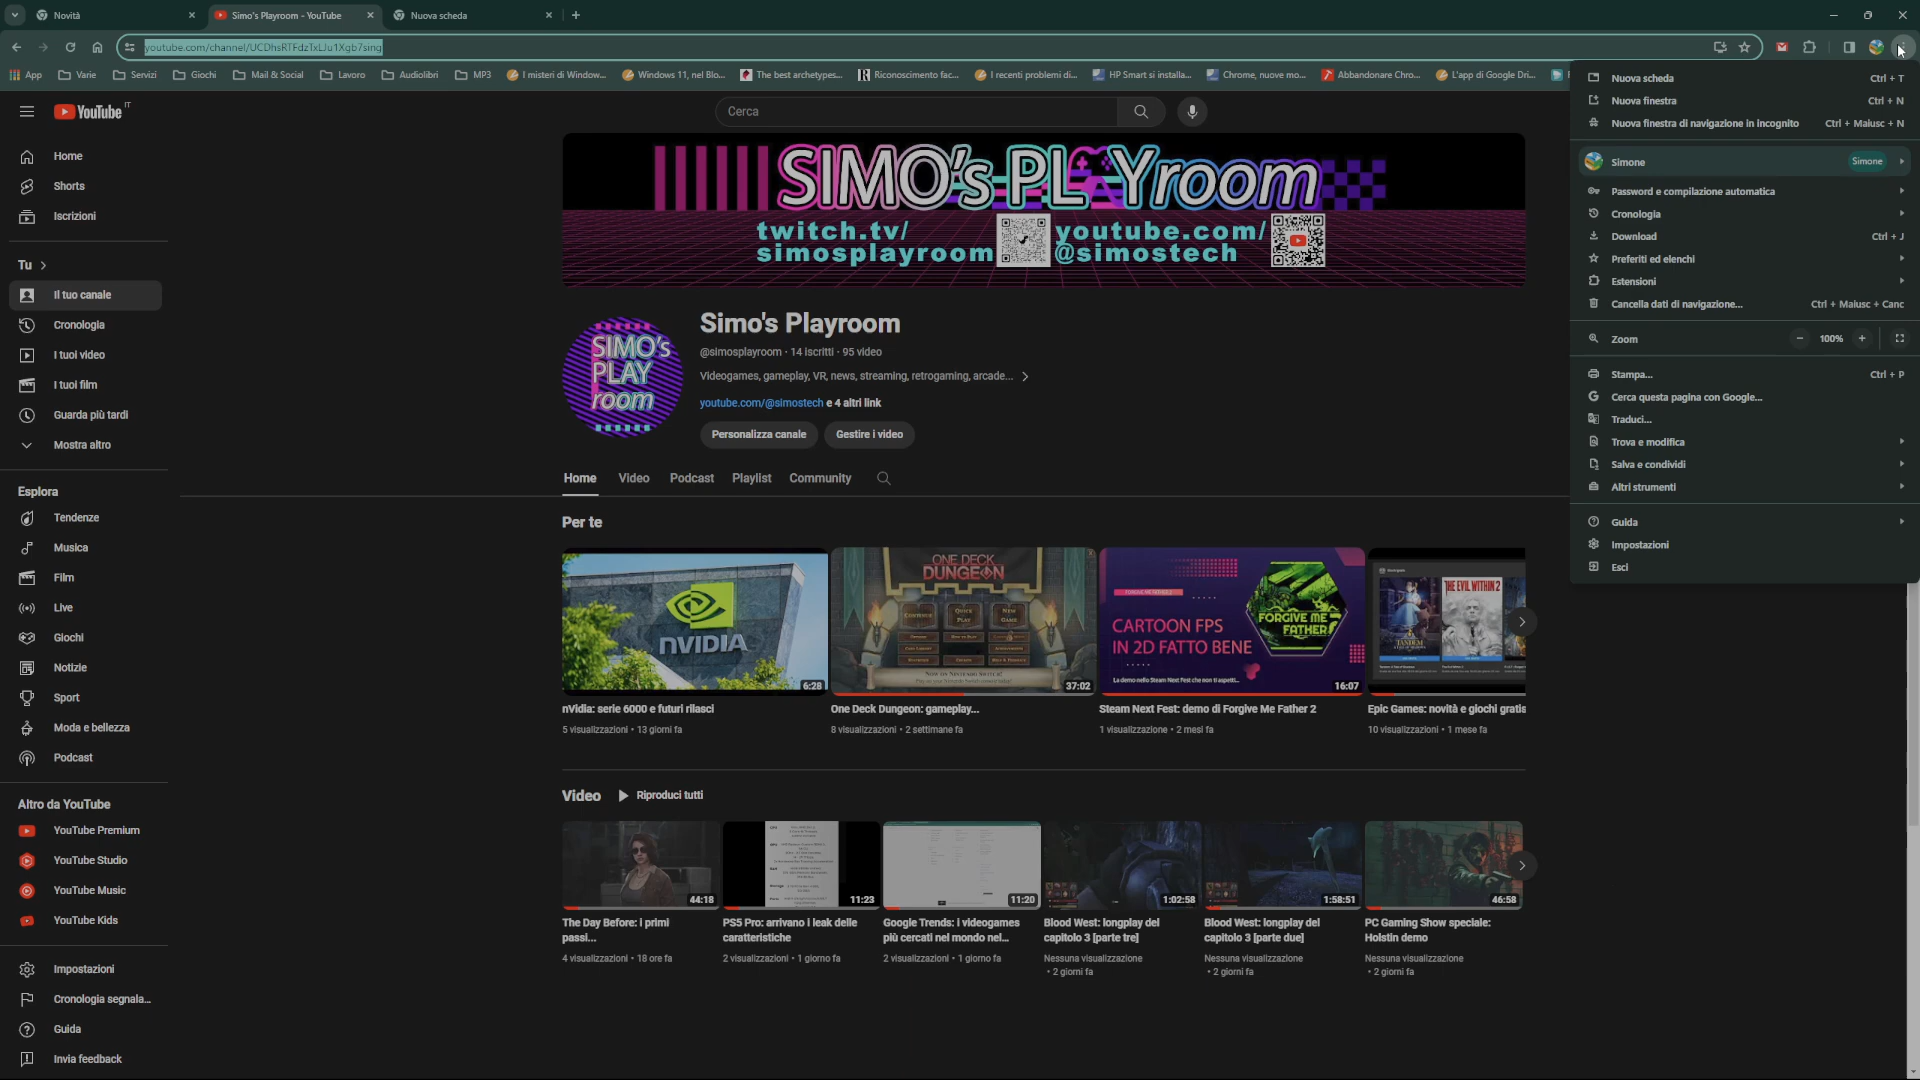 Novità
Simo's Playroom - YouTube
Nuova scheda
youtube.com/channel/UCDhsRTFdzTxLJu1Xgb7sing
App
Varie
Servizi
Giochi
Mail & Social
Lavoro
Audiolibri
MP3
I misteri di Window...
Windows 11, nel Blo...
The best archetypes...
Riconoscimento fac...
I recenti problemi di...
HP Smart si installa...
Chrome, nuove mo...
Abbandonare Chro...
L'app di Google Dri...
YouTube IT
Cerca
Home
Shorts
Iscrizioni
Tu
Il tuo canale
Cronologia
I tuoi video
I tuoi film
Guarda più tardi
Mostra altro
Esplora
Tendenze
Musica
Film
Live
Giochi
Notizie
Sport
Moda e bellezza
Podcast
Altro da YouTube
YouTube Premium
YouTube Studio
YouTube Music
YouTube Kids
Impostazioni
Cronologia segnala...
Guida
Invia feedback
SIMO's PLAYroom
twitch.tv/
simosplayroom
youtube.com/
@simostech
SIMO's
PLAY
room
Simo's Playroom
@simosplayroom • 14 iscritti • 95 video
Videogames, gameplay, VR, news, streaming, retrogaming, arcade...
youtube.com/@simostech e 4 altri link
Personalizza canale
Gestire i video
Home
Video
Podcast
Playlist
Community
Per te
NVIDIA
6:28
nVidia: serie 6000 e futuri rilasci
5 visualizzazioni • 13 giorni fa
ONE DECK
DUNGEON
37:02
One Deck Dungeon: gameplay...
8 visualizzazioni • 2 settimane fa
CARTOON FPS
IN 2D FATTO BENE
FORGIVE ME
FATHER
La demo nello Steam Next Fest che non ti aspetti...
16:07
Steam Next Fest: demo di Forgive Me Father 2
1 visualizzazione • 2 mesi fa
THE EVIL WITHIN 2
TANDEM
Epic Games: novità e giochi gratis
10 visualizzazioni • 1 mese fa
Video
Riproduci tutti
44:18
The Day Before: i primi
passi...
4 visualizzazioni • 18 ore fa
11:23
PS5 Pro: arrivano i leak delle
caratteristiche
2 visualizzazioni • 1 giorno fa
11:20
Google Trends: i videogames
più cercati nel mondo nel...
2 visualizzazioni • 1 giorno fa
1:02:58
Blood West: longplay del
capitolo 3 [parte tre]
Nessuna visualizzazione
• 2 giorni fa
1:58:51
Blood West: longplay del
capitolo 3 [parte due]
Nessuna visualizzazione
• 2 giorni fa
46:58
PC Gaming Show speciale:
Holstin demo
Nessuna visualizzazione
• 2 giorni fa
Nuova scheda Ctrl + T
Nuova finestra Ctrl + N
Nuova finestra di navigazione in incognito Ctrl + Maiusc + N
Simone Simone
Password e compilazione automatica
Cronologia
Download Ctrl + J
Preferiti ed elenchi
Estensioni
Cancella dati di navigazione... Ctrl + Maiusc + Canc
Zoom − 100% +
Stampa... Ctrl + P
Cerca questa pagina con Google...
Traduci...
Trova e modifica
Salva e condividi
Altri strumenti
Guida
Impostazioni
Esci